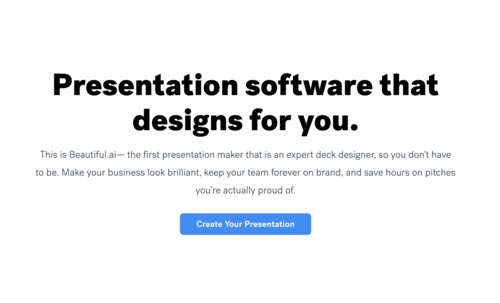 Presentation software that
designs for you.
This is Beautiful.ai— the first presentation maker that is an expert deck designer, so you don't have
to be. Make your business look brilliant, keep your team forever on brand, and save hours on pitches
you're actually proud of.
Create Your Presentation